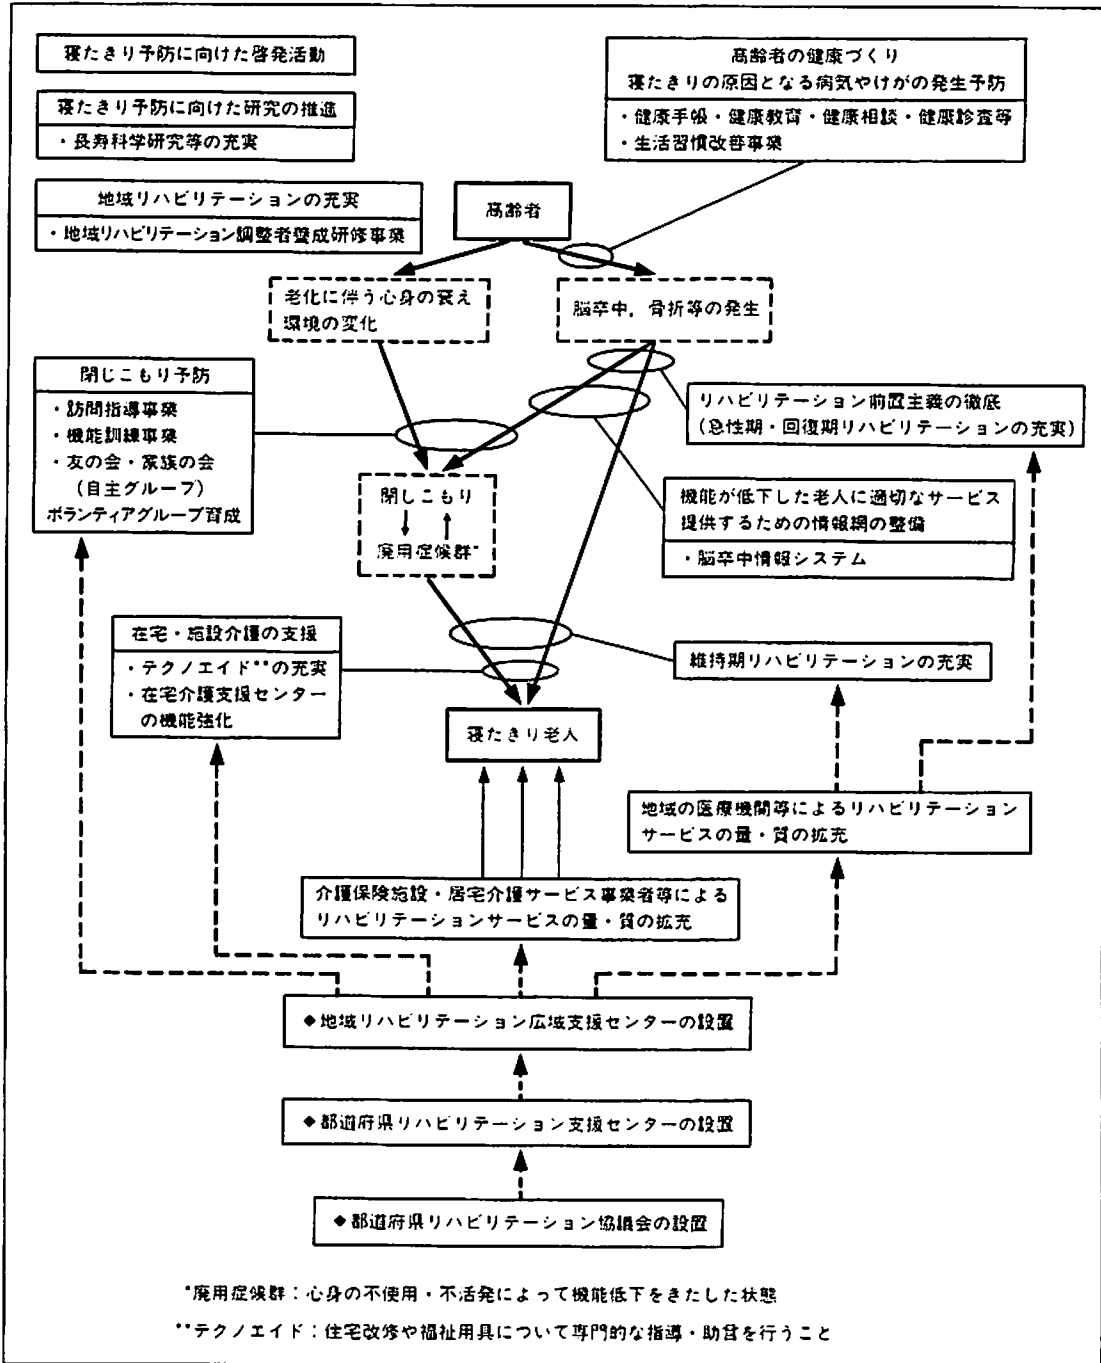 寝たきり予防に向けた啓発活動
寝たきり予防に向けた研究の推進
・長寿科学研究等の充実
高齢者の健康づくり
寝たきりの原因となる病気やけがの発生予防
・健康手帳・健康教育・健康相談・健康診査等
・生活習慣改善事業
地域リハビリテーションの充実
・地域リハビリテーション調整者養成研修事業
高齢者
老化に伴う心身の衰え
環境の変化
脳卒中，骨折等の発生
閉じこもり予防
・訪問指導事業
・機能訓練事業
・友の会・家族の会
（自主グループ）
ボランティアグループ育成
リハビリテーション前置主義の徹底
（急性期・回復期リハビリテーションの充実）
閉じこもり
廃用症候群*
機能が低下した老人に適切なサービス
提供するための情報網の整備
・脳卒中情報システム
在宅・施設介護の支援
・テクノエイド**の充実
・在宅介護支援センター
の機能強化
維持期リハビリテーションの充実
寝たきり老人
地域の医療機関等によるリハビリテーション
サービスの量・質の拡充
介護保険施設・居宅介護サービス事業者等による
リハビリテーションサービスの量・質の拡充
◆地域リハビリテーション広域支援センターの設置
◆都道府県リハビリテーション支援センターの設置
◆都道府県リハビリテーション協議会の設置
*廃用症候群：心身の不使用・不活発によって機能低下をきたした状態
**テクノエイド：住宅改修や福祉用具について専門的な指導・助言を行うこと